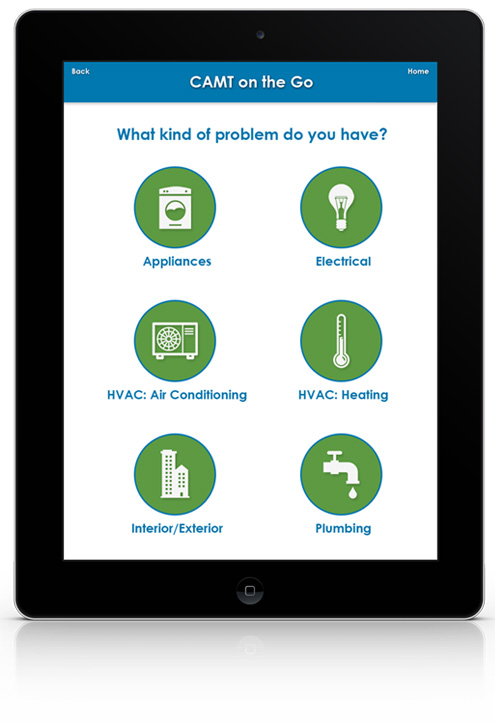 Back
CAMT on the Go
Home
What kind of problem do you have?
Appliances
Electrical
HVAC: Air Conditioning
HVAC: Heating
Interior/Exterior
Plumbing